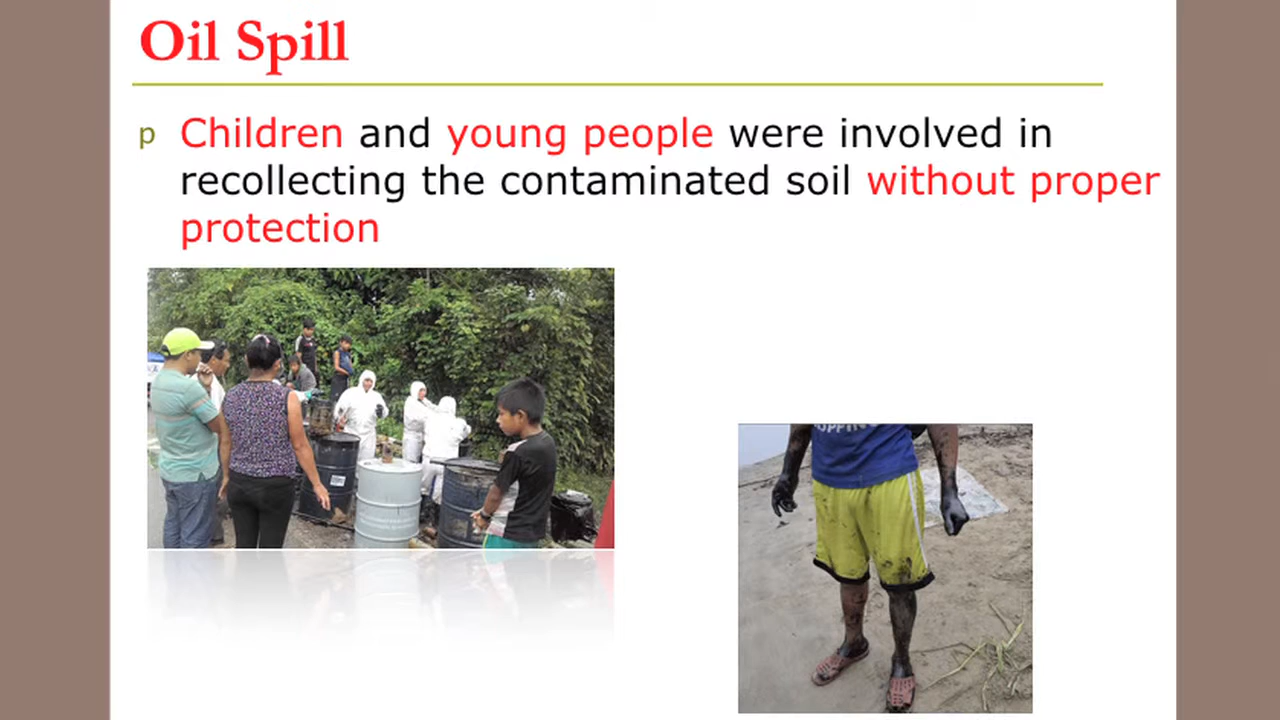 Oil Spill
p Children and young people were involved in
recollecting the contaminated soil without proper
protection